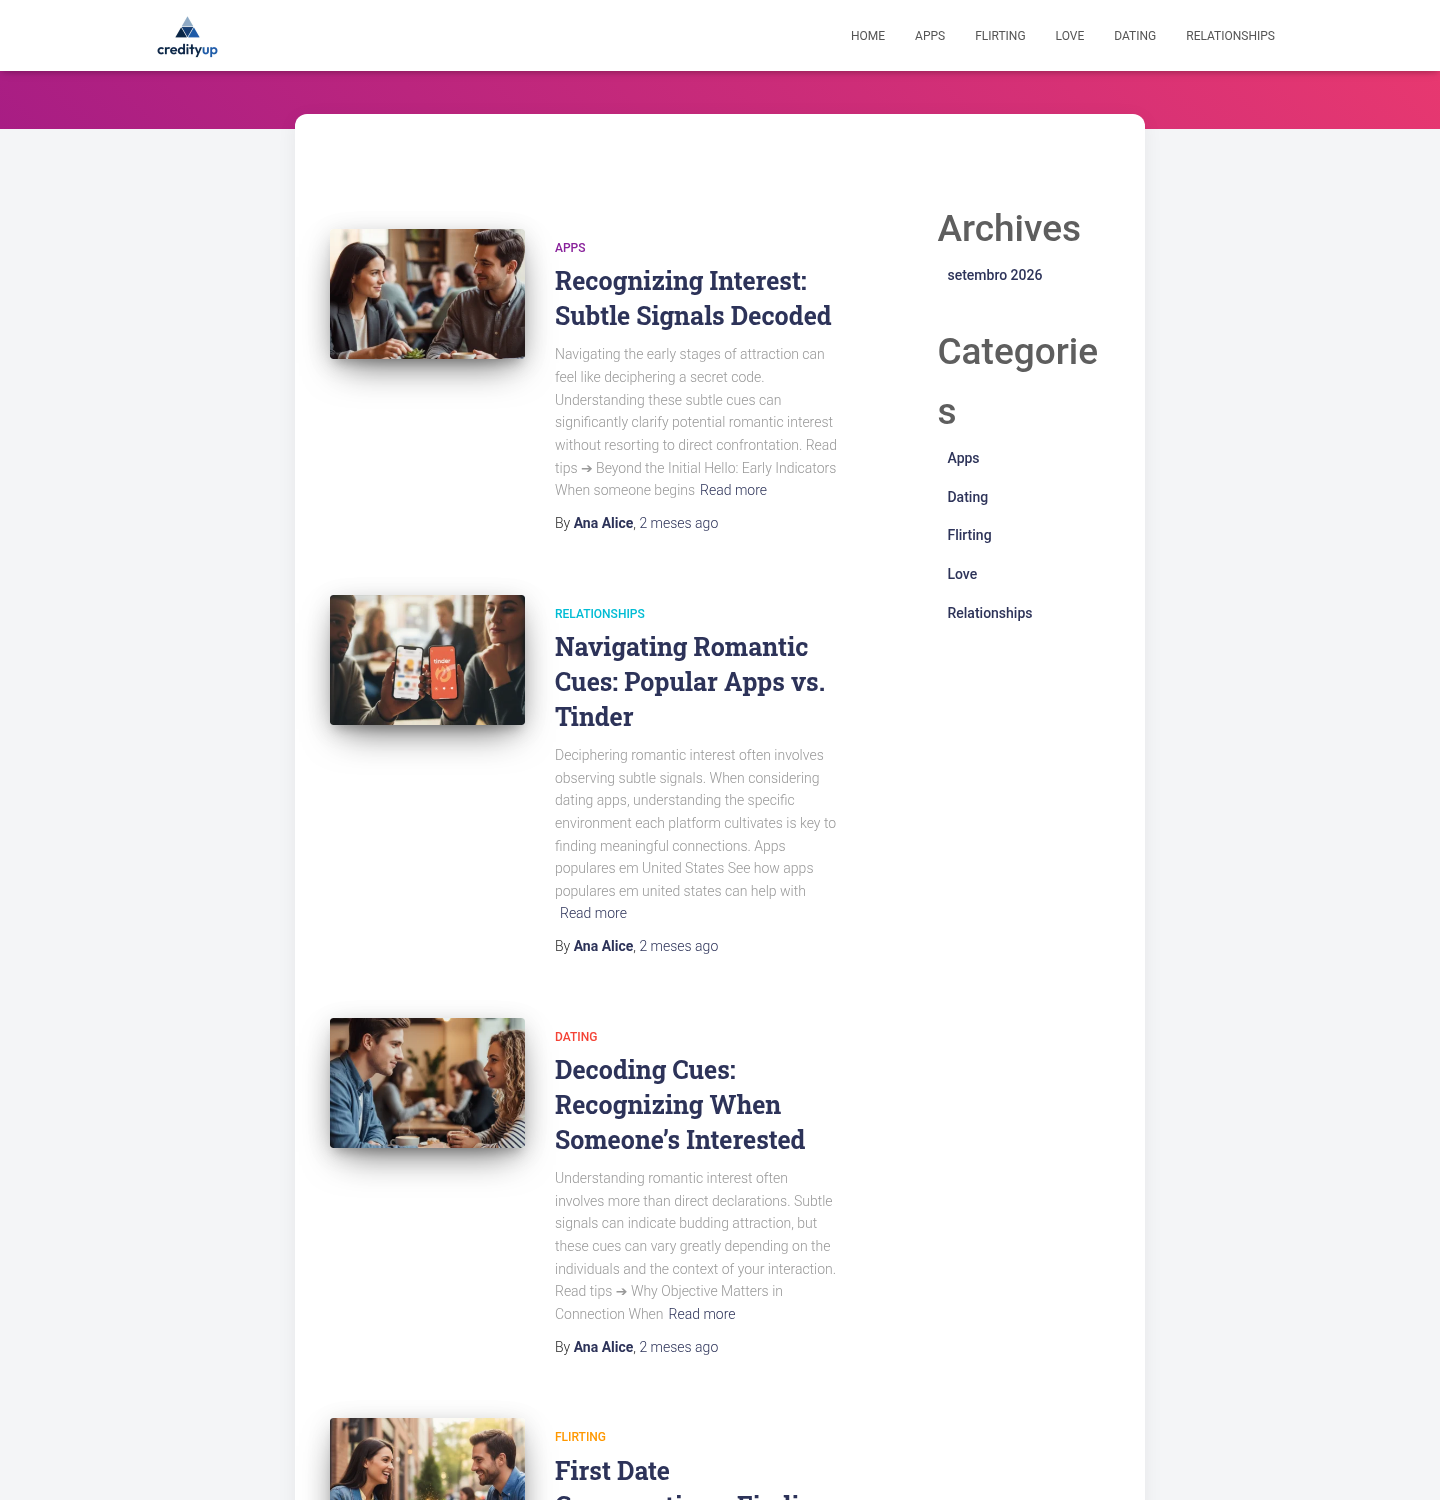 credityup
HOME
APPS
FLIRTING
LOVE
DATING
RELATIONSHIPS
APPS
Recognizing Interest:
Subtle Signals Decoded
Navigating the early stages of attraction can
feel like deciphering a secret code.
Understanding these subtle cues can
significantly clarify potential romantic interest
without resorting to direct confrontation. Read
tips ➔ Beyond the Initial Hello: Early Indicators
When someone begins Read more
By Ana Alice, 2 meses ago
tinder
RELATIONSHIPS
Navigating Romantic
Cues: Popular Apps vs.
Tinder
Deciphering romantic interest often involves
observing subtle signals. When considering
dating apps, understanding the specific
environment each platform cultivates is key to
finding meaningful connections. Apps
populares em United States See how apps
populares em united states can help with
Read more
By Ana Alice, 2 meses ago
DATING
Decoding Cues:
Recognizing When
Someone’s Interested
Understanding romantic interest often
involves more than direct declarations. Subtle
signals can indicate budding attraction, but
these cues can vary greatly depending on the
individuals and the context of your interaction.
Read tips ➔ Why Objective Matters in
Connection When Read more
By Ana Alice, 2 meses ago
FLIRTING
First Date
Archives
setembro 2026
Categorie
s
Apps
Dating
Flirting
Love
Relationships